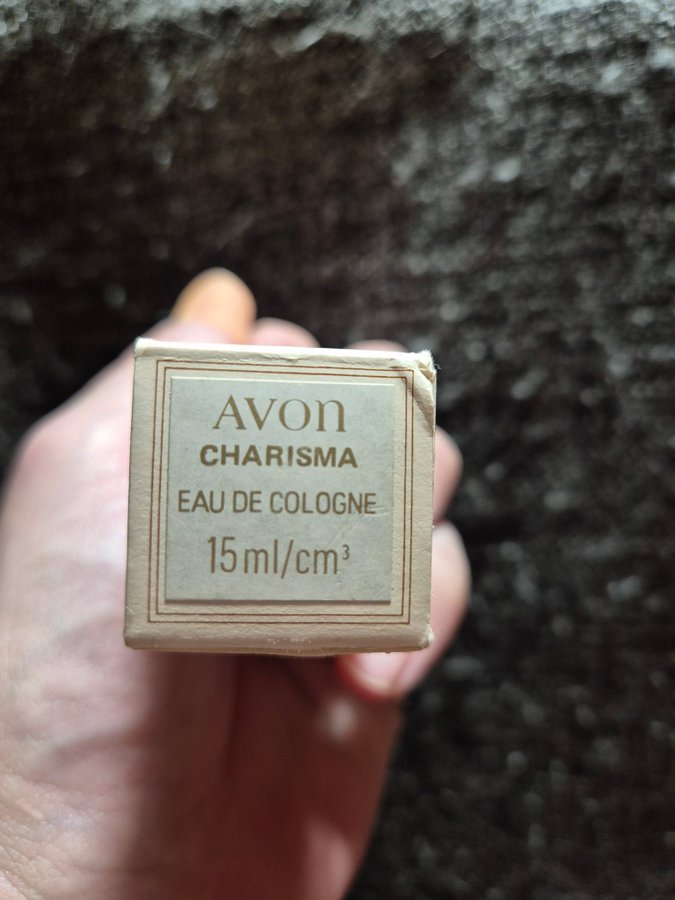 AVON
CHARISMA
EAU DE COLOGNE
15ml/cm³